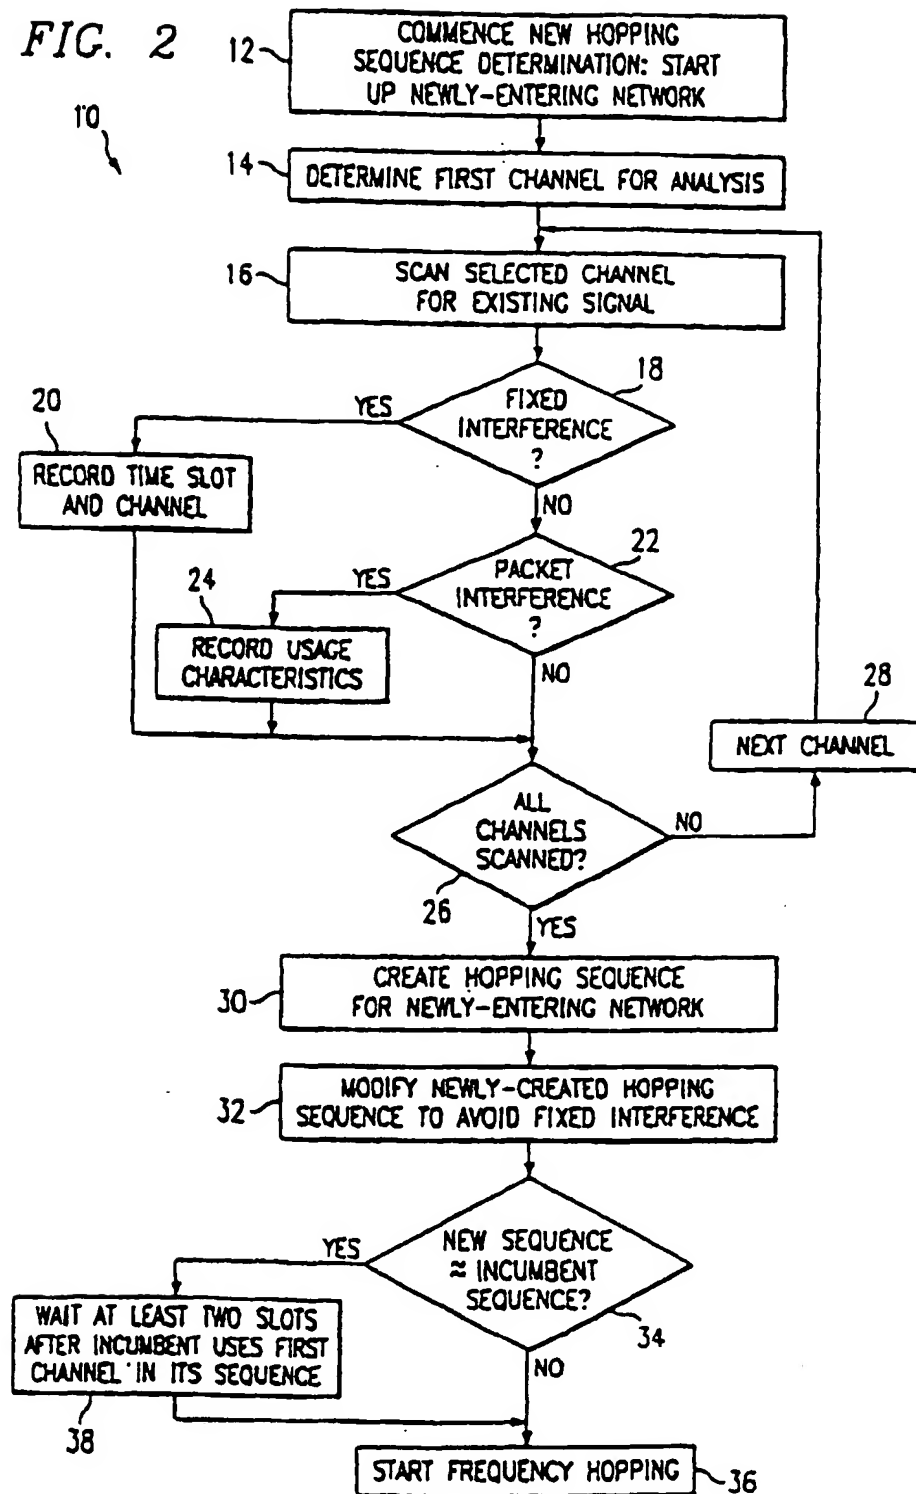 FIG. 2
10
12
COMMENCE NEW HOPPING
SEQUENCE DETERMINATION: START
UP NEWLY-ENTERING NETWORK
14
DETERMINE FIRST CHANNEL FOR ANALYSIS
16
SCAN SELECTED CHANNEL
FOR EXISTING SIGNAL
18
FIXED
INTERFERENCE
?
YES
NO
20
RECORD TIME SLOT
AND CHANNEL
22
PACKET
INTERFERENCE
?
YES
NO
24
RECORD USAGE
CHARACTERISTICS
28
NEXT CHANNEL
ALL
CHANNELS
SCANNED?
NO
26
YES
30
CREATE HOPPING SEQUENCE
FOR NEWLY-ENTERING NETWORK
32
MODIFY NEWLY-CREATED HOPPING
SEQUENCE TO AVOID FIXED INTERFERENCE
NEW SEQUENCE
≈ INCUMBENT
SEQUENCE?
YES
34
NO
WAIT AT LEAST TWO SLOTS
AFTER INCUMBENT USES FIRST
CHANNEL IN ITS SEQUENCE
38
START FREQUENCY HOPPING
36